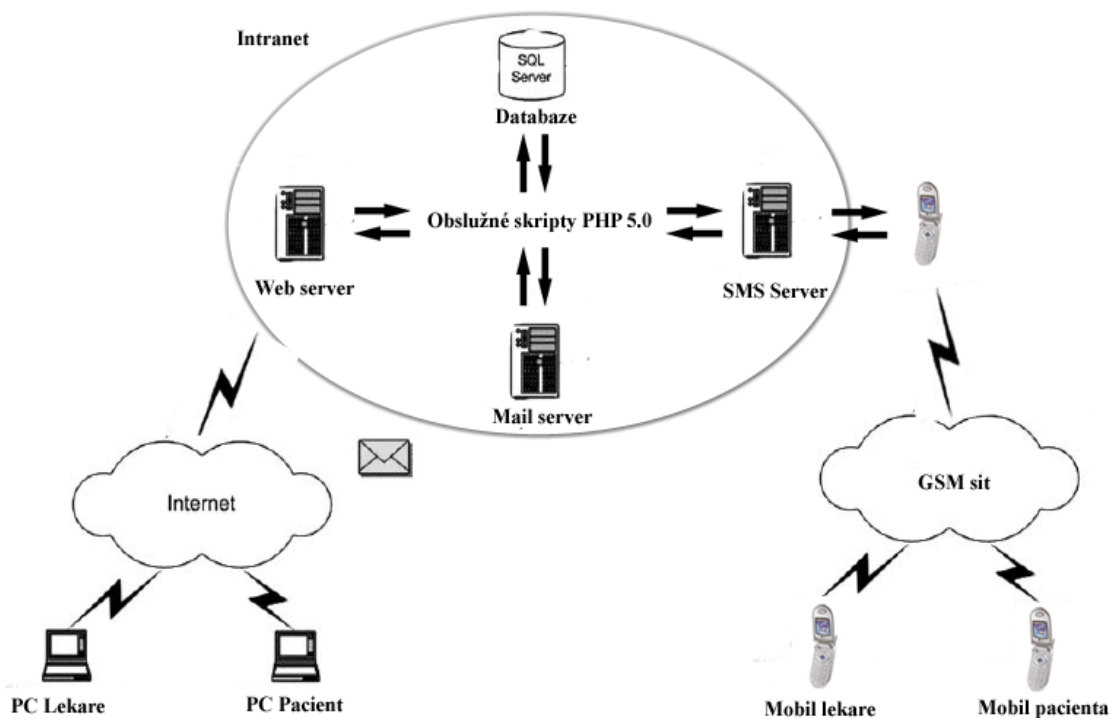 Intranet
SQL
Server
Databaze
Obslužné skripty PHP 5.0
Web server
SMS Server
Mail server
Internet
GSM sit
PC Lekare
PC Pacient
Mobil lekare
Mobil pacienta